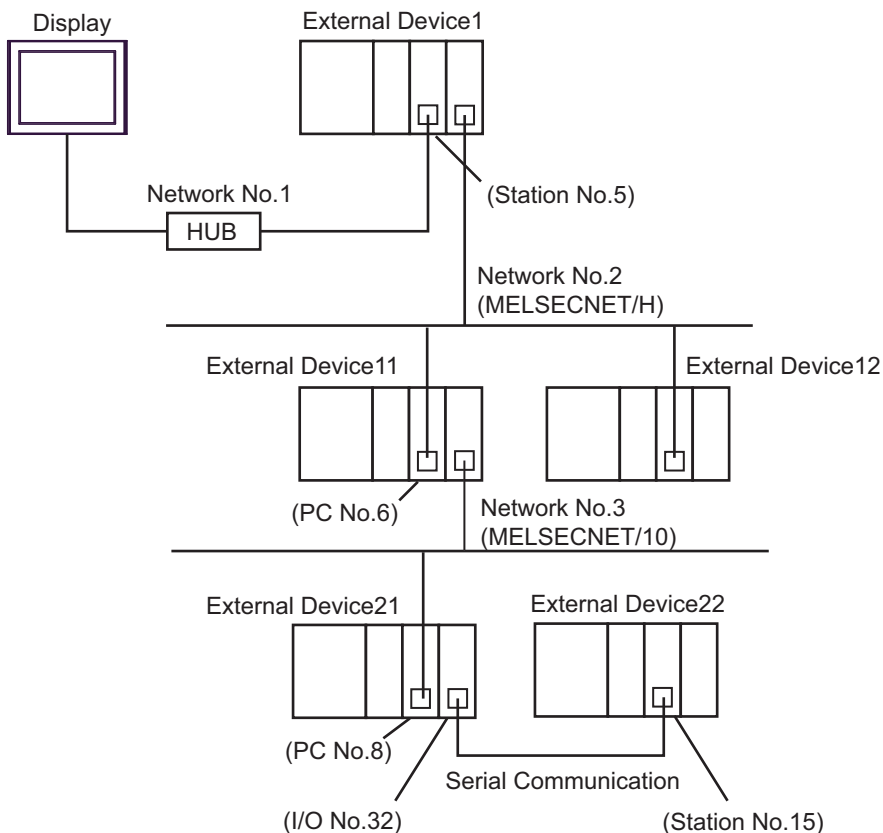 Display
External Device1
Network No.1
HUB
(Station No.5)
Network No.2
(MELSECNET/H)
External Device11
External Device12
(PC No.6)
Network No.3
(MELSECNET/10)
External Device21
External Device22
(PC No.8)
Serial Communication
(I/O No.32)
(Station No.15)